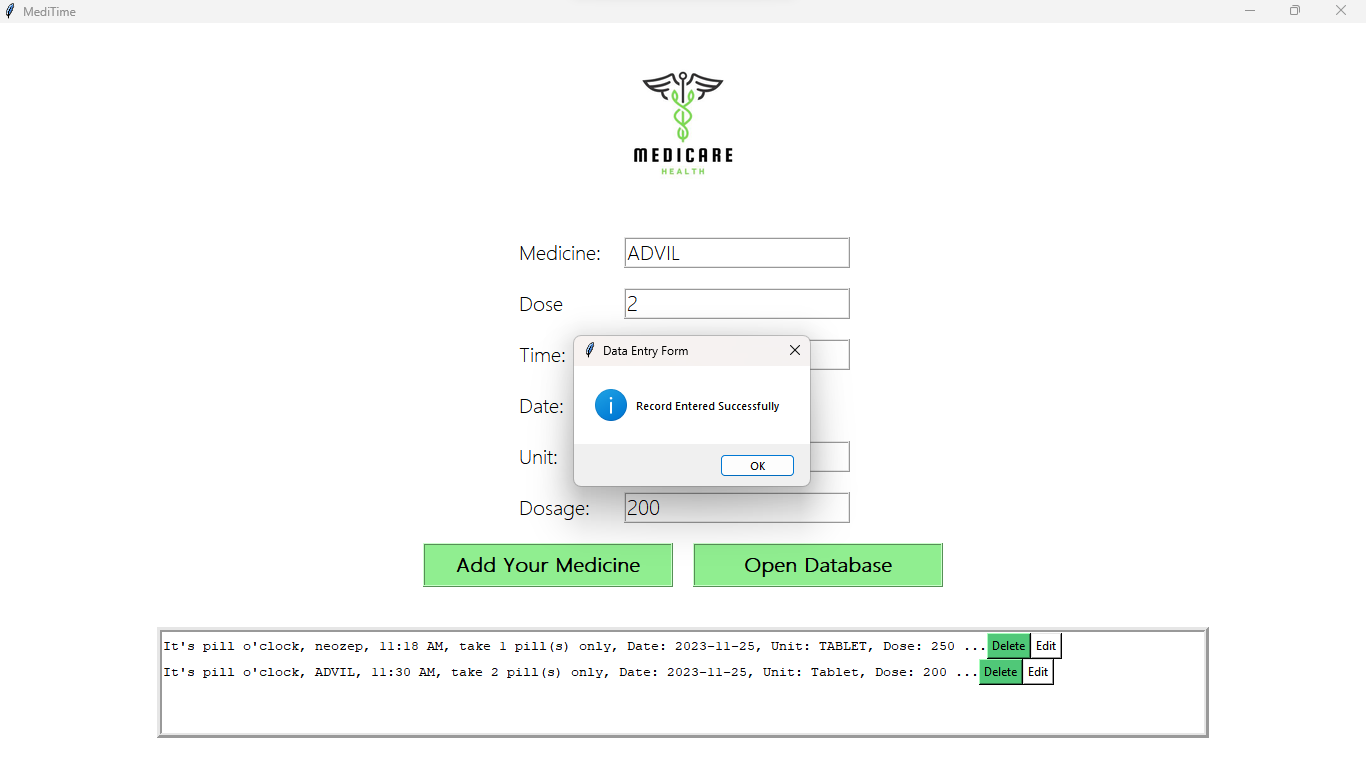 MediTime
MEDICARE
HEALTH
Medicine: ADVIL
Dose 2
Time:
Data Entry Form
Date:
Record Entered Successfully
Unit:
OK
Dosage: 200
Add Your Medicine Open Database
It's pill o'clock, neozep, 11:18 AM, take 1 pill(s) only, Date: 2023-11-25, Unit: TABLET, Dose: 250 ... Delete Edit
It's pill o'clock, ADVIL, 11:30 AM, take 2 pill(s) only, Date: 2023-11-25, Unit: Tablet, Dose: 200 ... Delete Edit